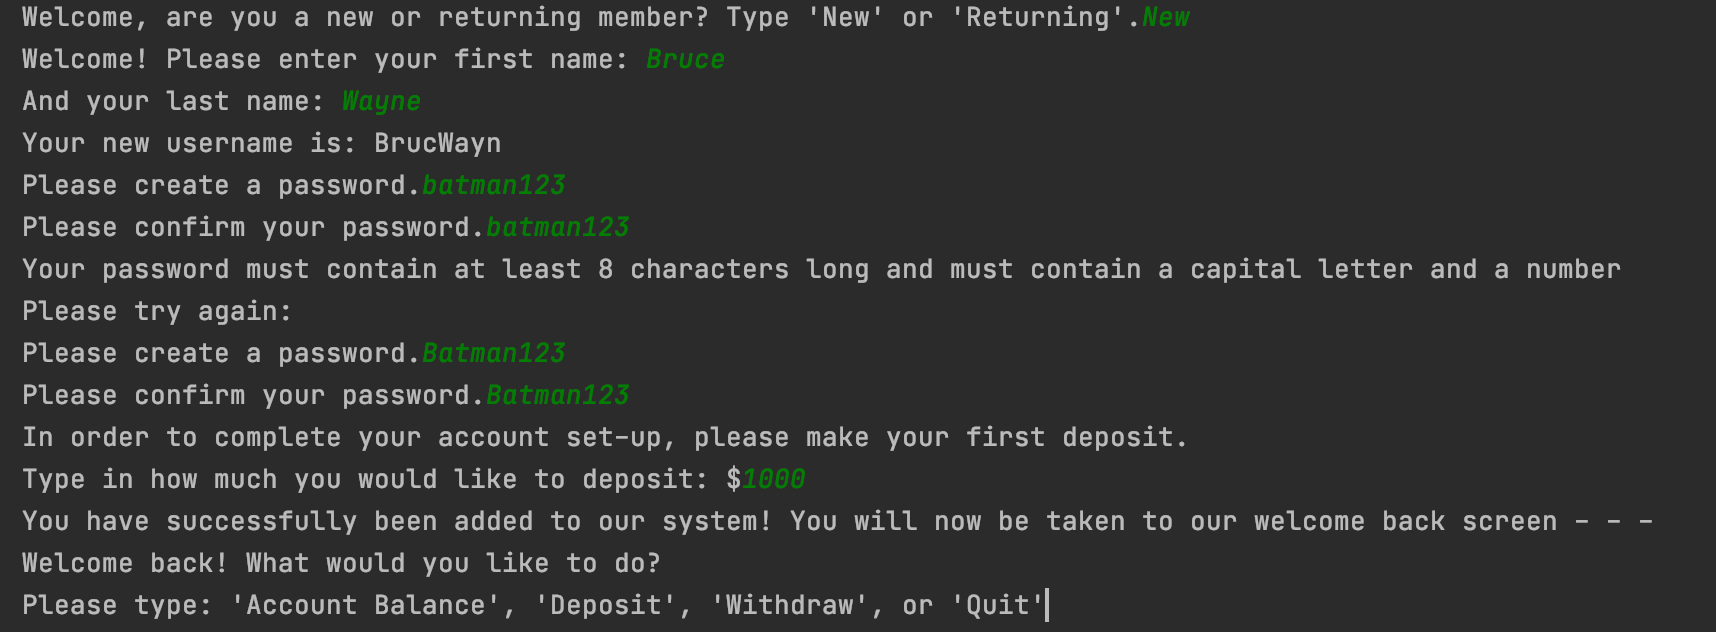 Welcome, are you a new or returning member? Type 'New' or 'Returning'.New
Welcome! Please enter your first name: Bruce
And your last name: Wayne
Your new username is: BrucWayn
Please create a password.batman123
Please confirm your password.batman123
Your password must contain at least 8 characters long and must contain a capital letter and a number
Please try again:
Please create a password.Batman123
Please confirm your password.Batman123
In order to complete your account set-up, please make your first deposit.
Type in how much you would like to deposit: $1000
You have successfully been added to our system! You will now be taken to our welcome back screen - - -
Welcome back! What would you like to do?
Please type: 'Account Balance', 'Deposit', 'Withdraw', or 'Quit'